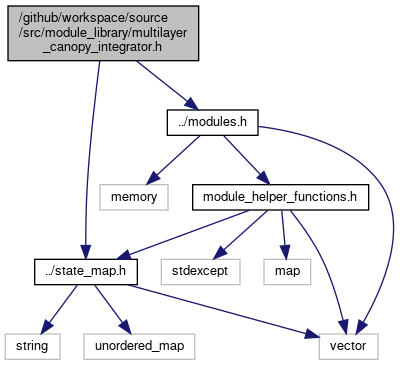 /github/workspace/source
/src/module_library/multilayer
_canopy_integrator.h
../modules.h
memory
module_helper_functions.h
../state_map.h
stdexcept
map
string
unordered_map
vector